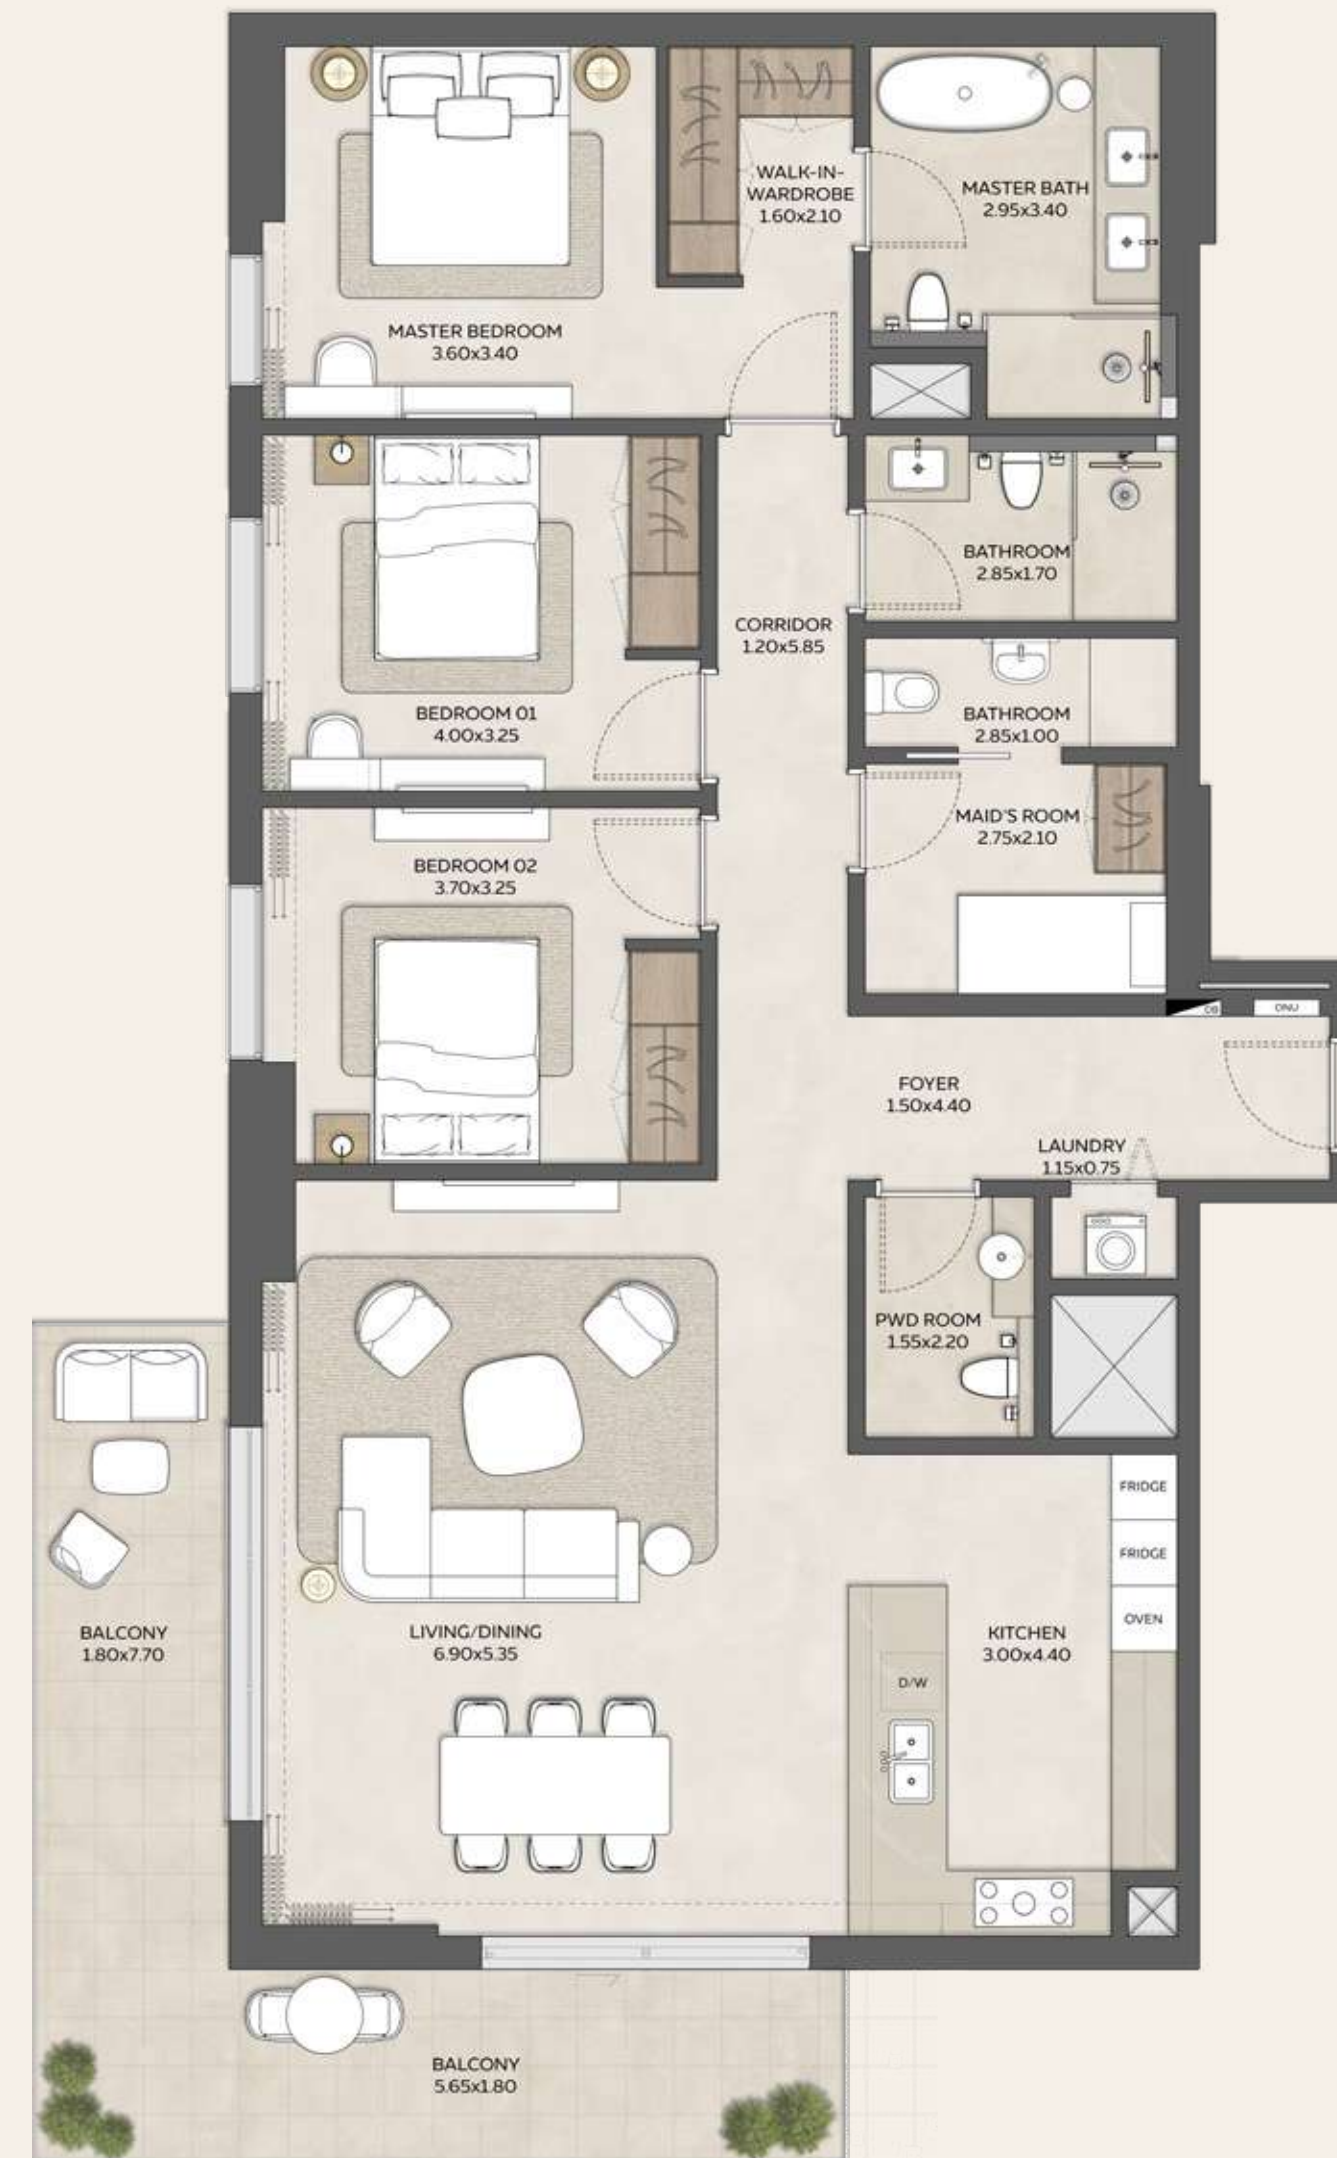 WALK-IN-
WARDROBE
1.60x2.10
MASTER BATH
2.95x3.40
MASTER BEDROOM
3.60x3.40
BATHROOM
2.85x1.70
CORRIDOR
1.20x5.85
BEDROOM 01
4.00x3.25
BATHROOM
2.85x1.00
MAID'S ROOM
2.75x2.10
BEDROOM 02
3.70x3.25
DB
ONU
FOYER
1.50x4.40
LAUNDRY
1.15x0.75
PWD ROOM
1.55x2.20
FRIDGE
FRIDGE
OVEN
BALCONY
1.80x7.70
LIVING/DINING
6.90x5.35
KITCHEN
3.00x4.40
D/W
BALCONY
5.65x1.80